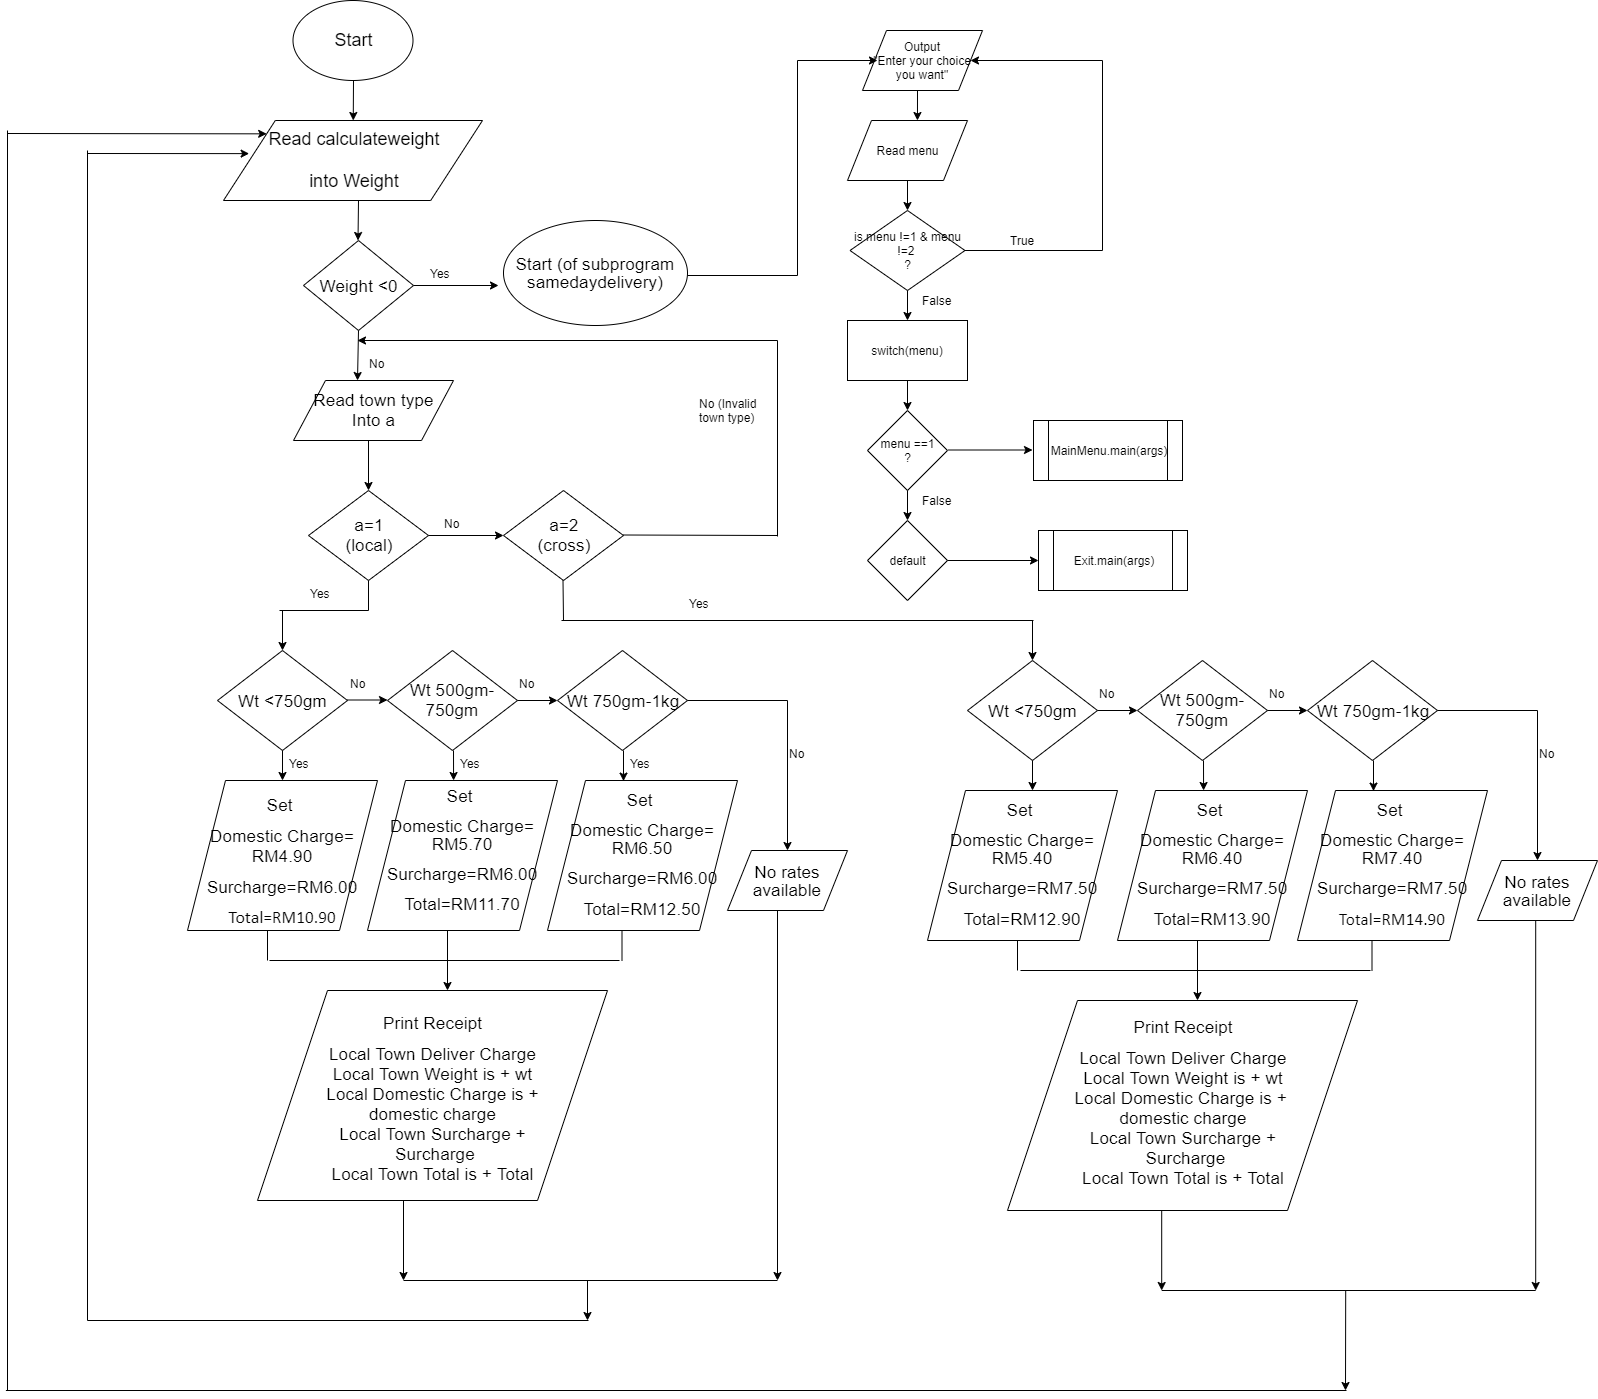 Start
Read calculateweight
into Weight
Weight <0
Yes
Start (of subprogram
samedaydelivery)
No
Read town type
Into a
No (Invalid
town type)
a=1
(local)
No
a=2
(cross)
Yes
Yes
Output
"Enter your choice
you want"
Read menu
is menu !=1 & menu
!=2
?
True
False
switch(menu)
menu ==1
?
MainMenu.main(args)
False
default
Exit.main(args)
Wt <750gm
No
Wt 500gm-
750gm
No
Wt 750gm-1kg
No
Yes
Yes
Yes
Set
Domestic Charge=
RM4.90
Surcharge=RM6.00
Total=RM10.90
Set
Domestic Charge=
RM5.70
Surcharge=RM6.00
Total=RM11.70
Set
Domestic Charge=
RM6.50
Surcharge=RM6.00
Total=RM12.50
No rates
available
Print Receipt
Local Town Deliver Charge
Local Town Weight is + wt
Local Domestic Charge is +
domestic charge
Local Town Surcharge +
Surcharge
Local Town Total is + Total
Wt <750gm
No
Wt 500gm-
750gm
No
Wt 750gm-1kg
No
Set
Domestic Charge=
RM5.40
Surcharge=RM7.50
Total=RM12.90
Set
Domestic Charge=
RM6.40
Surcharge=RM7.50
Total=RM13.90
Set
Domestic Charge=
RM7.40
Surcharge=RM7.50
Total=RM14.90
No rates
available
Print Receipt
Local Town Deliver Charge
Local Town Weight is + wt
Local Domestic Charge is +
domestic charge
Local Town Surcharge +
Surcharge
Local Town Total is + Total